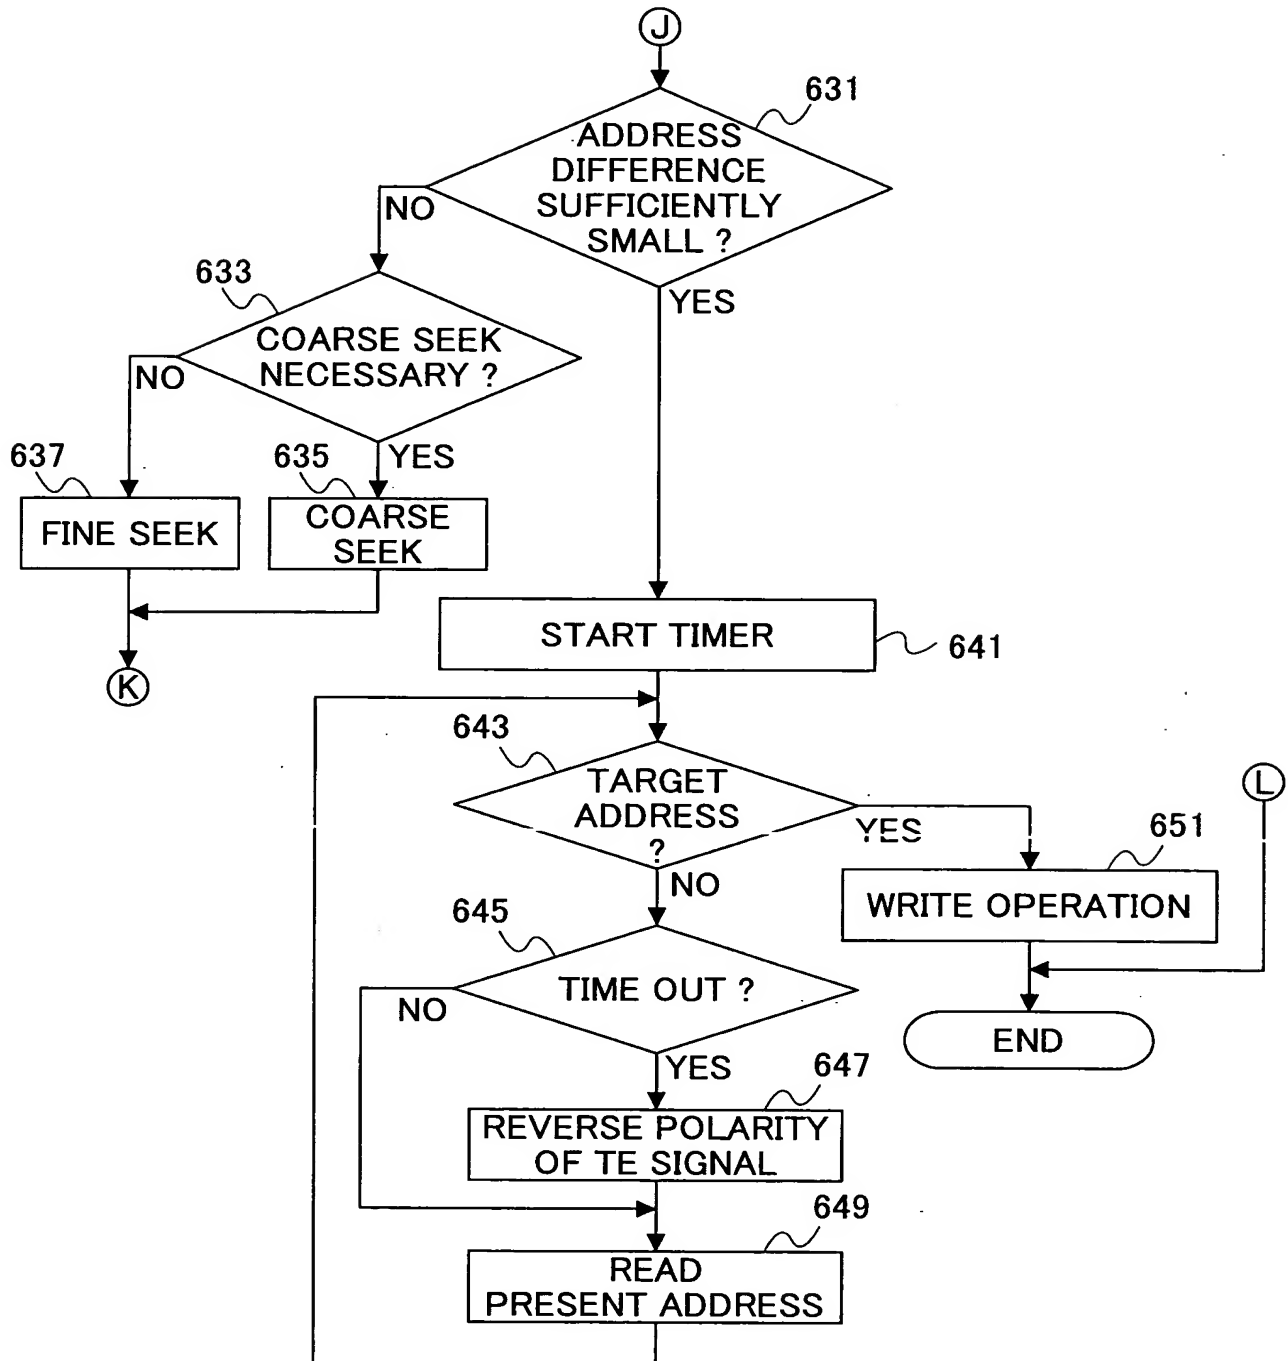 J
631
ADDRESS
DIFFERENCE
SUFFICIENTLY
SMALL ?
NO
YES
633
COARSE SEEK
NECESSARY ?
NO
YES
637
FINE SEEK
635
COARSE
SEEK
K
START TIMER
641
643
TARGET
ADDRESS
?
YES
NO
L
651
WRITE OPERATION
645
TIME OUT ?
NO
YES
END
647
REVERSE POLARITY
OF TE SIGNAL
649
READ
PRESENT ADDRESS